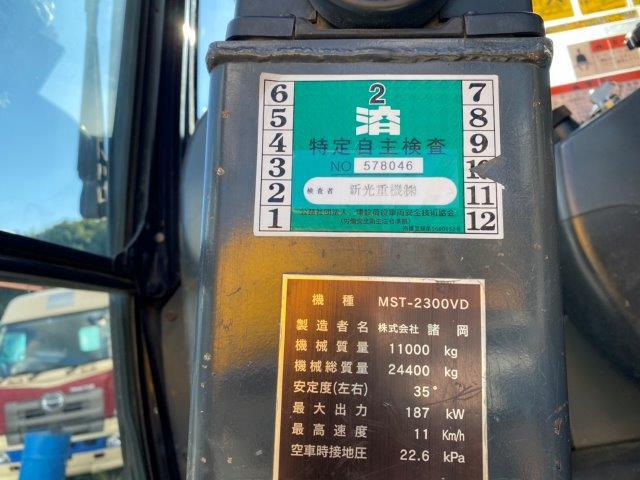 2
済
特定自主検査
NO 578046
検査者 新光重機㈱
6
5
4
3
2
1
7
8
9
10
11
12
機種 MST-2300VD
製造者名 株式会社 諸岡
機械質量 11000 kg
機械総質量 24400 kg
安定度(左右) 35°
最大出力 187 kW
最高速度 11 Km/h
空車時接地圧 22.6 kPa